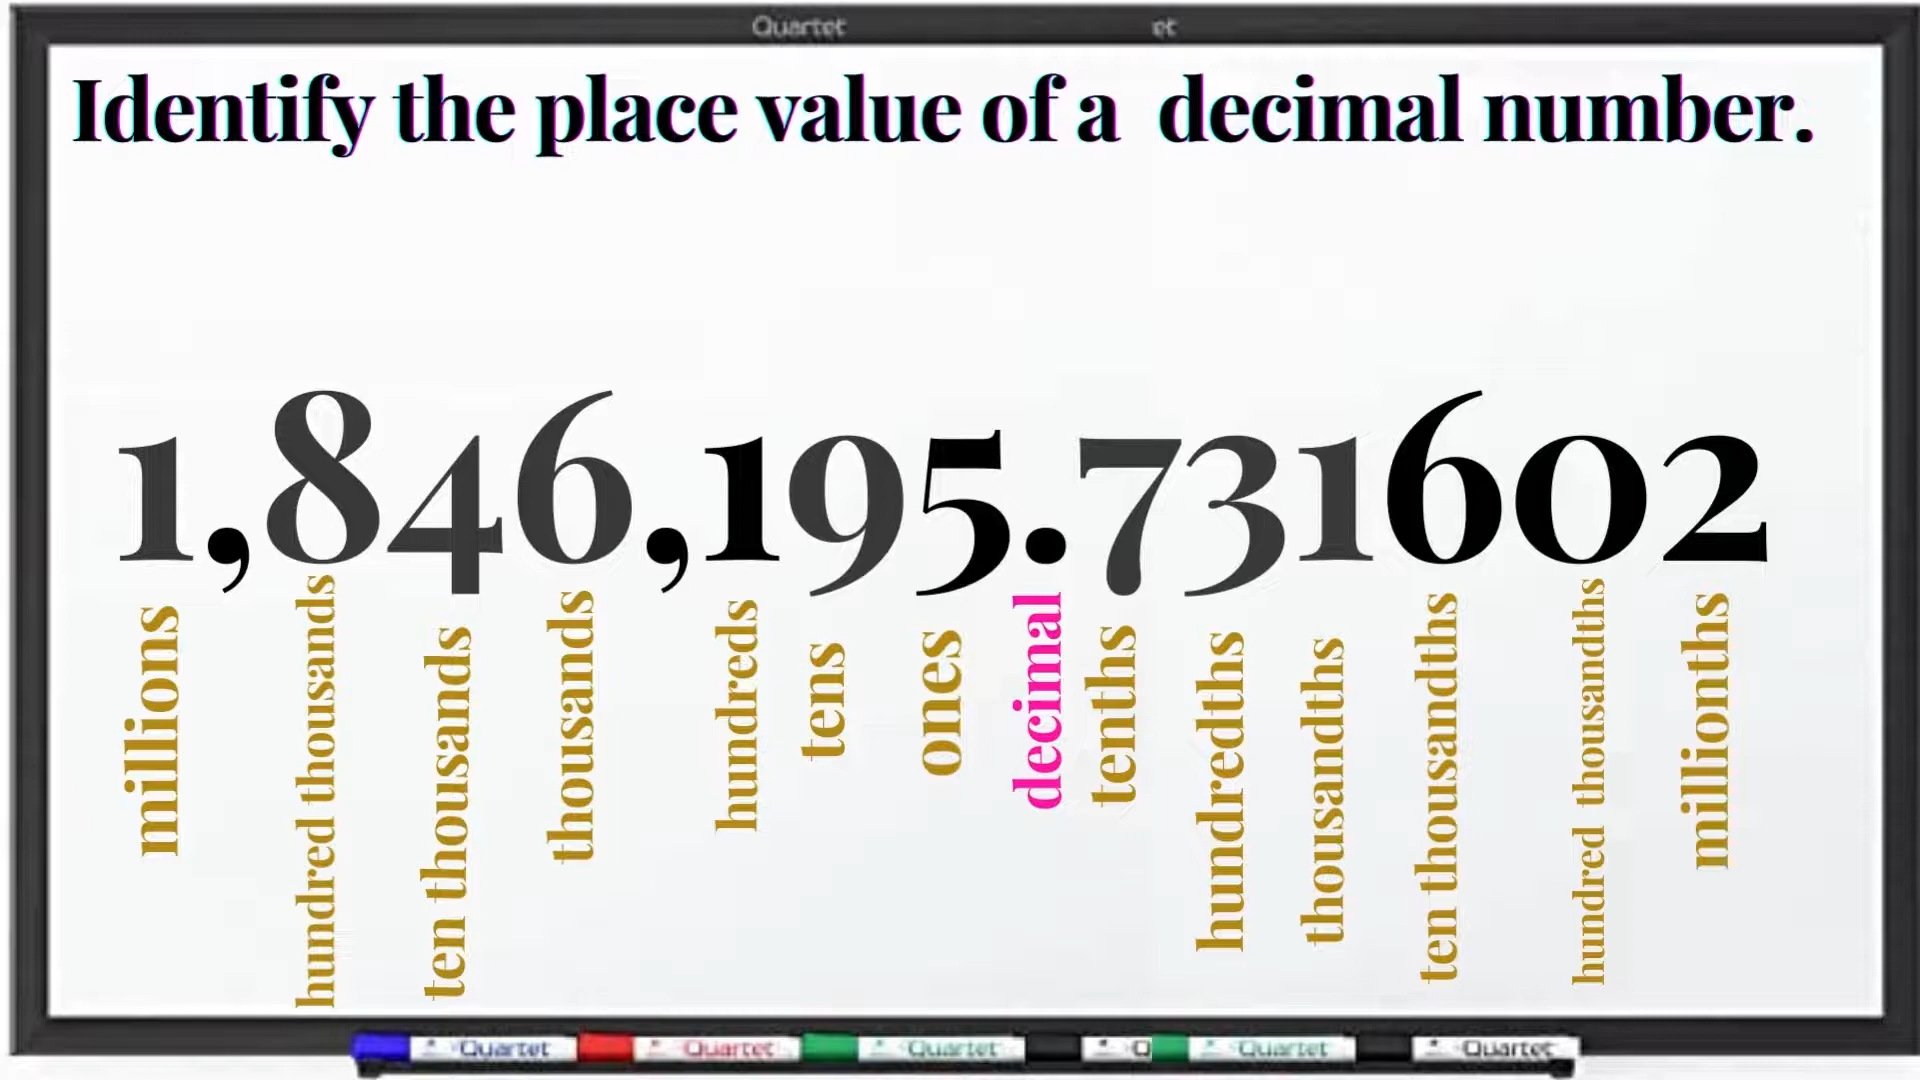 Quartet et
Identify the place value of a decimal number.
1,846,195.731602
millions
hundred thousands
ten thousands
thousands
hundreds
tens
ones
decimal
tenths
hundredths
thousandths
ten thousandths
hundred thousandths
millionths
Quartet Quartet Quartet Q Quartet Quartet